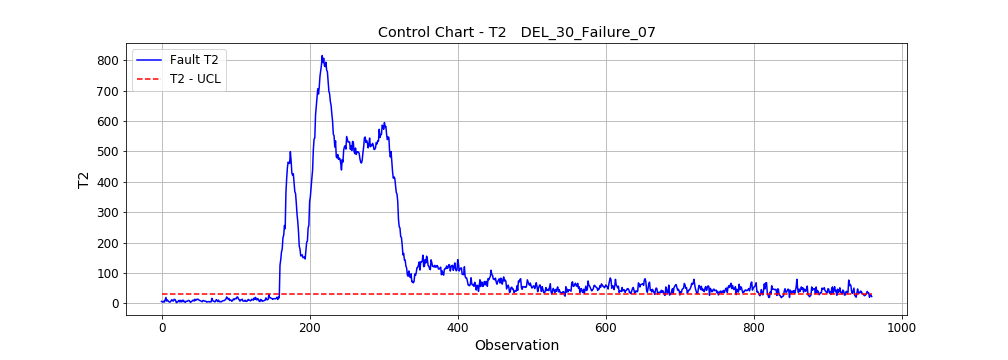 Control Chart - T2   DEL_30_Failure_07
Fault T2
T2 - UCL
T2
800
700
600
500
400
300
200
100
0
0 200 400 600 800 1000
Observation